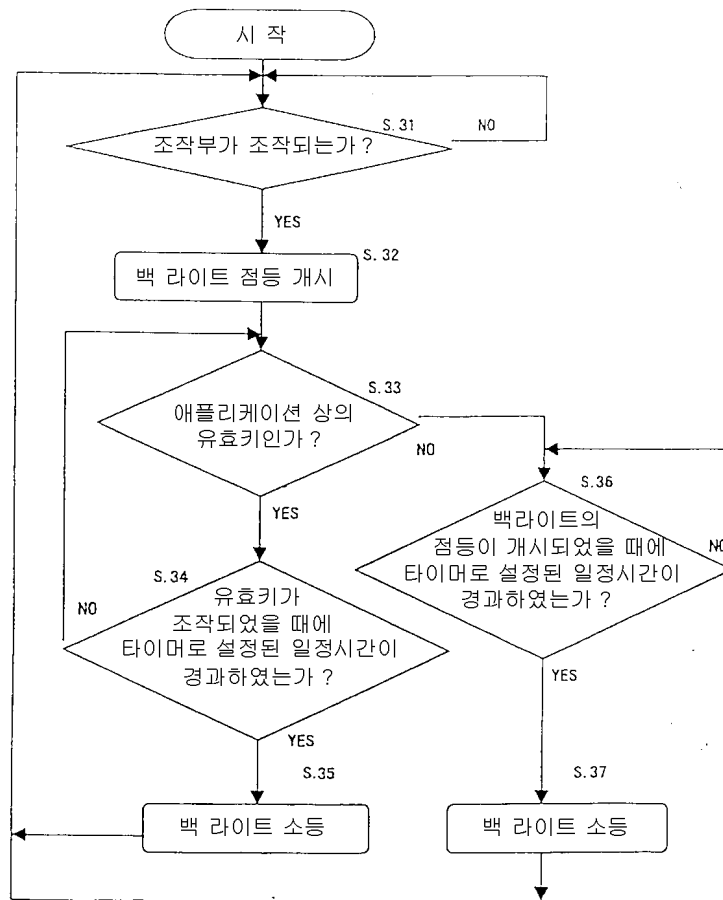 시 작
S.31
조작부가 조작되는가 ?
NO
YES
S.32
백 라이트 점등 개시
S.33
애플리케이션 상의
유효키인가 ?
NO
YES
S.36
백라이트의
점등이 개시되었을 때에
타이머로 설정된 일정시간이
경과하였는가 ?
NO
YES
S.34
유효키가
조작되었을 때에
타이머로 설정된 일정시간이
경과하였는가 ?
NO
YES
S.35
백 라이트 소등
S.37
백 라이트 소등